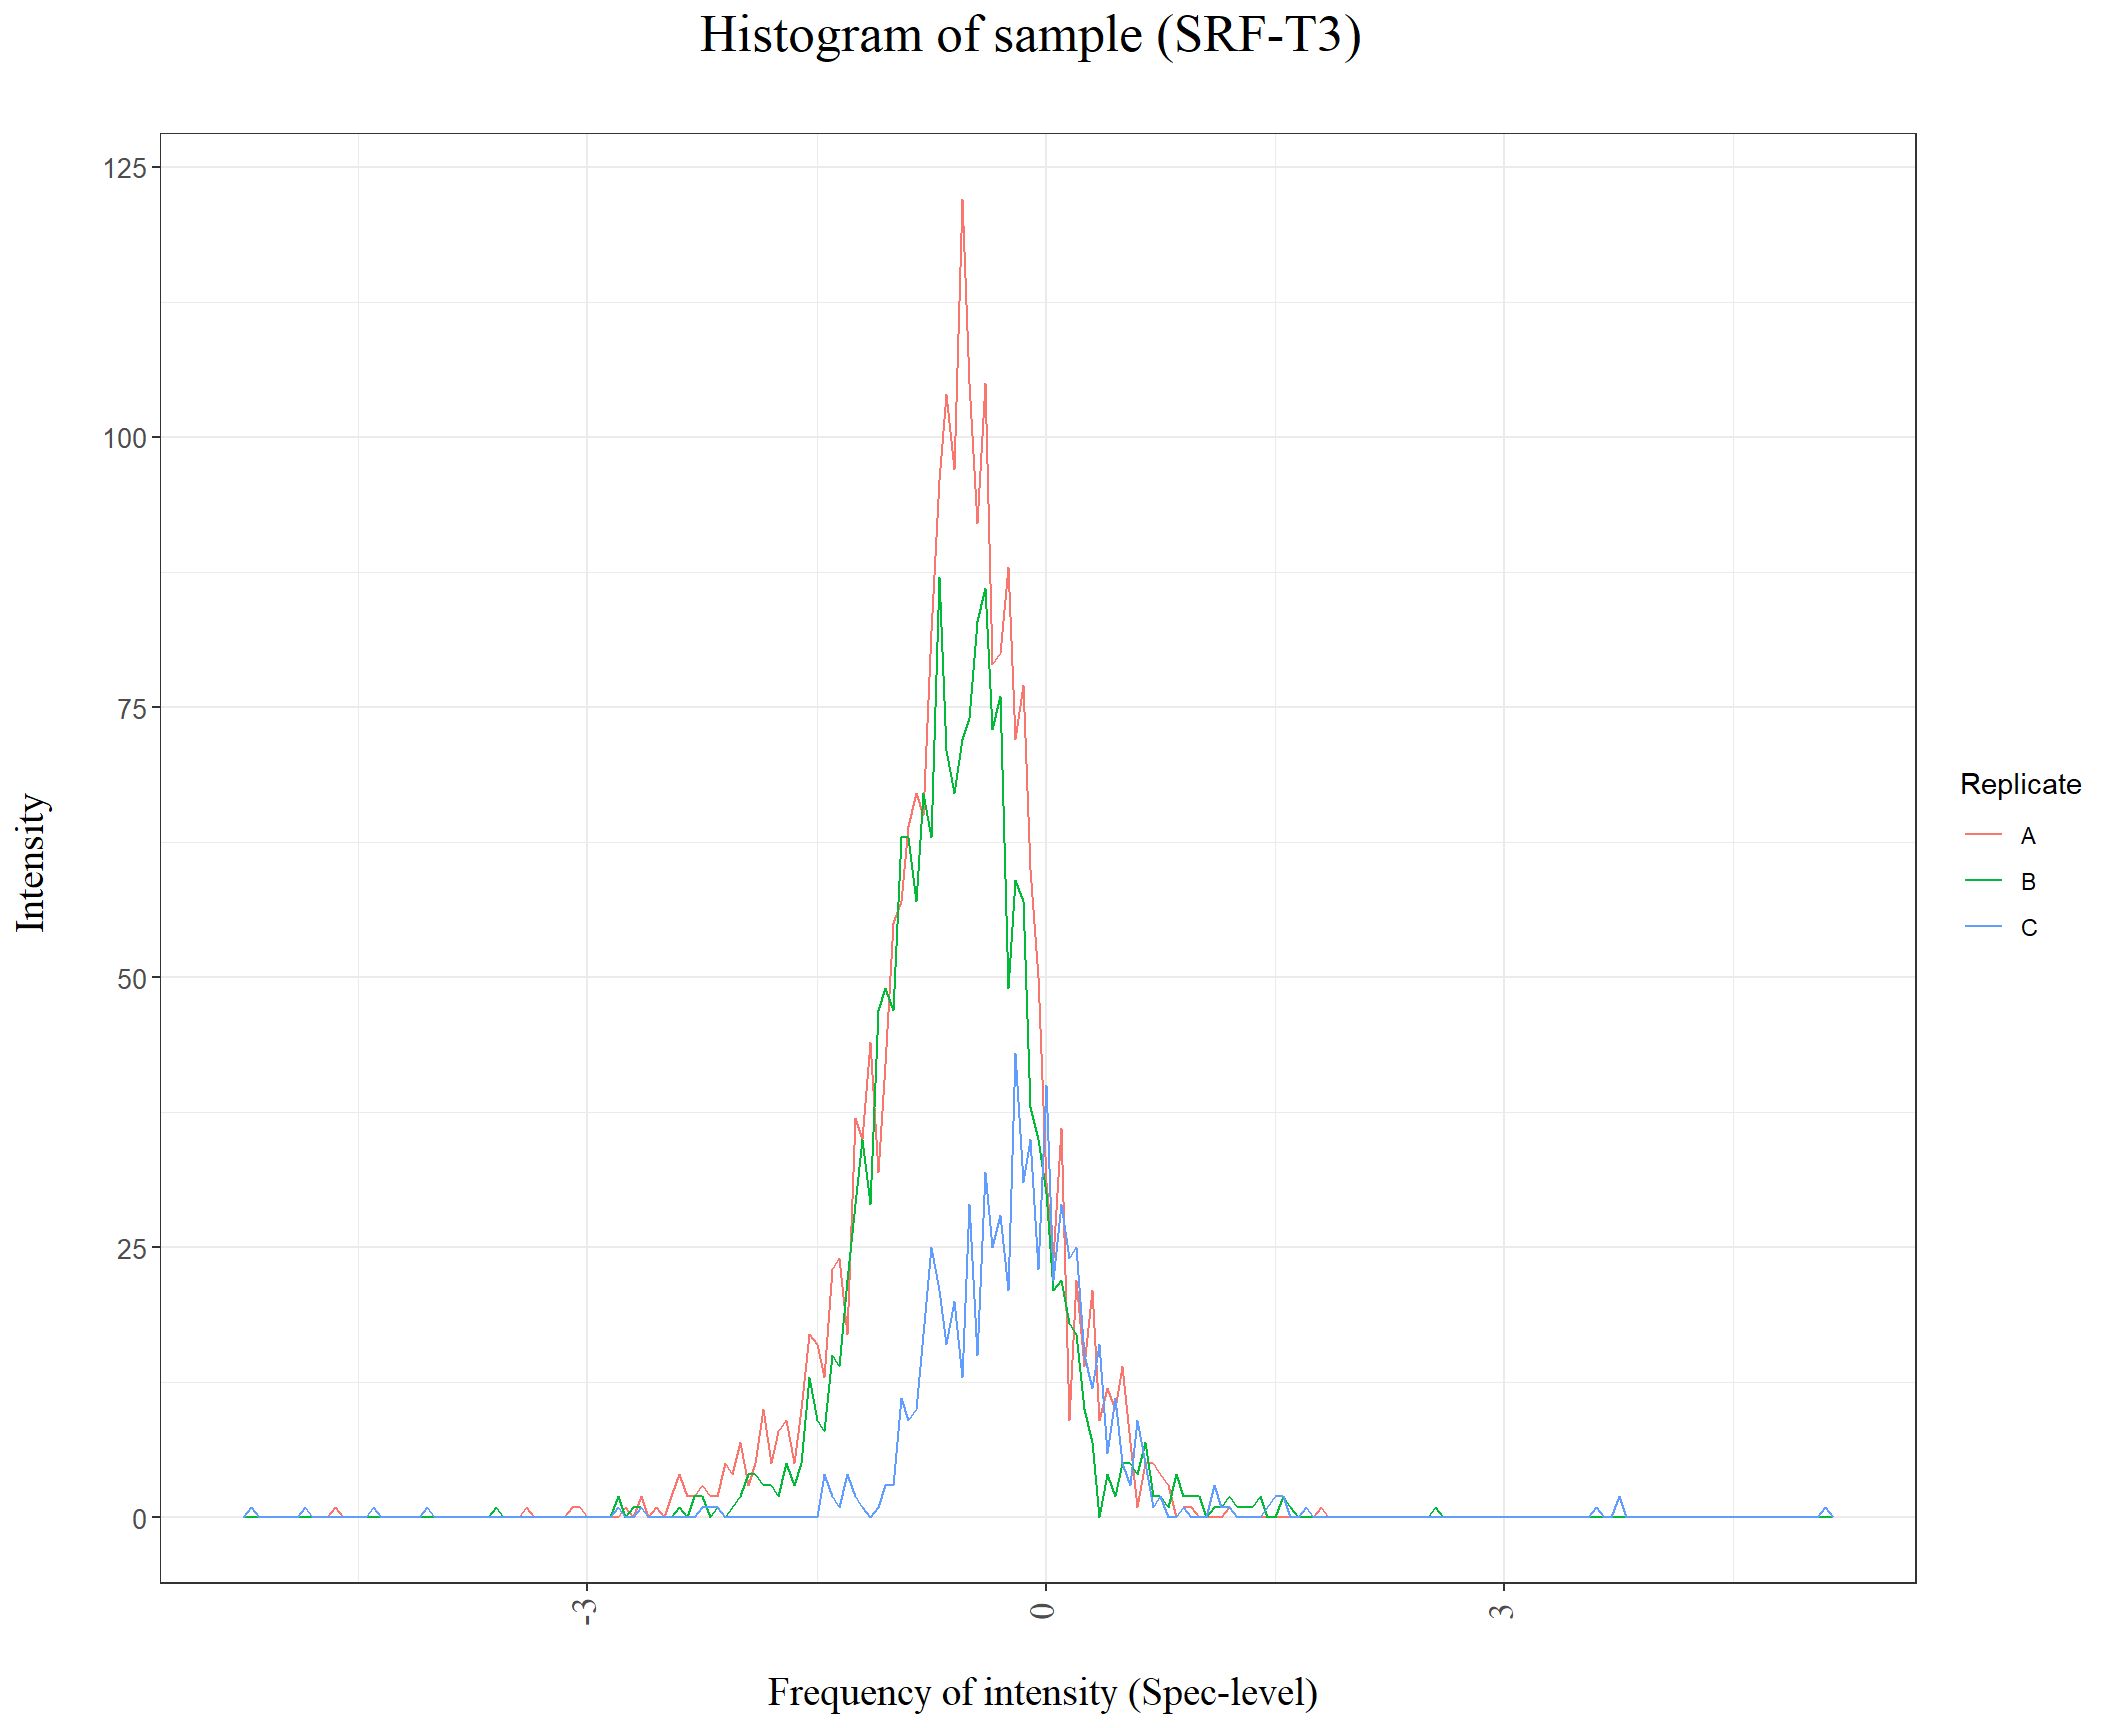 Histogram of sample (SRF-T3)
125
100
75
50
25
0
Intensity
-3
0
3
Frequency of intensity (Spec-level)
Replicate
A
B
C